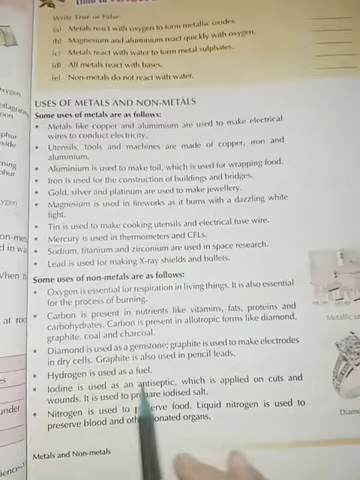 Write True or False.
(a) Metals react with oxygen to form metallic oxides.
(b) Magnesium and aluminium react quickly with oxygen.
(c) Metals react with water to form metal sulphates.
(d) All metals react with bases.
(e) Non-metals do not react with water.
USES OF METALS AND NON-METALS
Some uses of metals are as follows:
• Metals like copper and alumimium are used to make electrical
wires to conduct electricity.
• Utensils, tools and machines are made of copper, iron and
aluminium.
• Aluminium is used to make foil, which is used for wrapping food.
• Iron is used for the construction of buildings and bridges.
• Gold, silver and platinum are used to make jewellery.
• Magnesium is used in fireworks as it burns with a dazzling white
light.
• Tin is used to make cooking utensils and electrical fuse wire.
• Mercury is used in thermometers and CFLs.
• Sodium, titanium and zirconium are used in space research.
• Lead is used for making X-ray shields and bullets.
Some uses of non-metals are as follows:
• Oxygen is essential for respiration in living things. It is also essential
for the process of burning.
• Carbon is present in nutrients like vitamins, fats, proteins and
carbohydrates. Carbon is present in allotropic forms like diamond,
graphite, coal and charcoal.
• Diamond is used as a gemstone; graphite is used to make electrodes
in dry cells. Graphite is also used in pencil leads.
• Hydrogen is used as a fuel.
• Iodine is used as an antiseptic, which is applied on cuts and
wounds. It is used to prepare iodised salt.
• Nitrogen is used to preserve food. Liquid nitrogen is used to
preserve blood and donated organs.
Metals and Non-metals